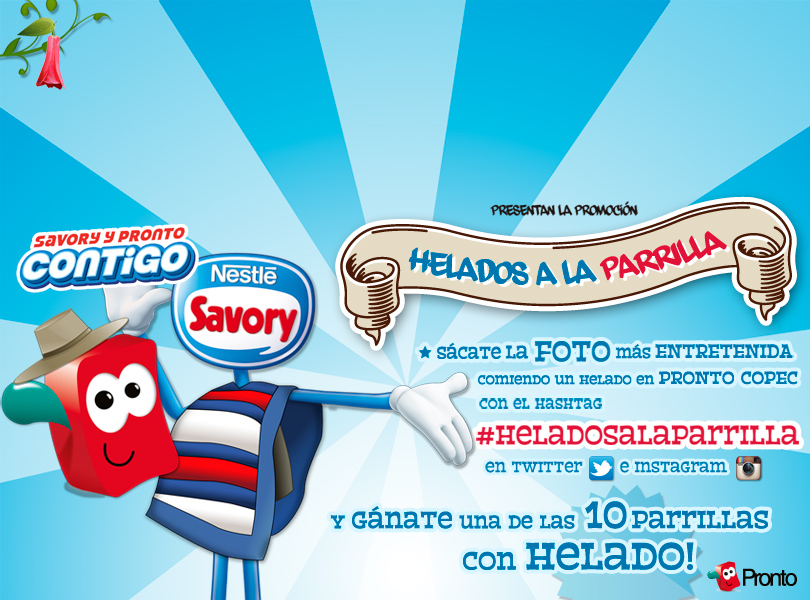 SAVORY Y PRONTO
CONTIGO
Nestlé
Savory
PRESENTAN LA PROMOCIÓN
HELADOS A LA PARRILLA
SÁCATE LA FOTO MÁS ENTRETENIDA
COMIENDO UN HELADO EN PRONTO COPEC
CON EL HASHTAG
#HELADOSALAPARRILLA
EN TWITTER E INSTAGRAM
Y GÁNATE UNA DE LAS 10 PARRILLAS
CON HELADO!
Pronto